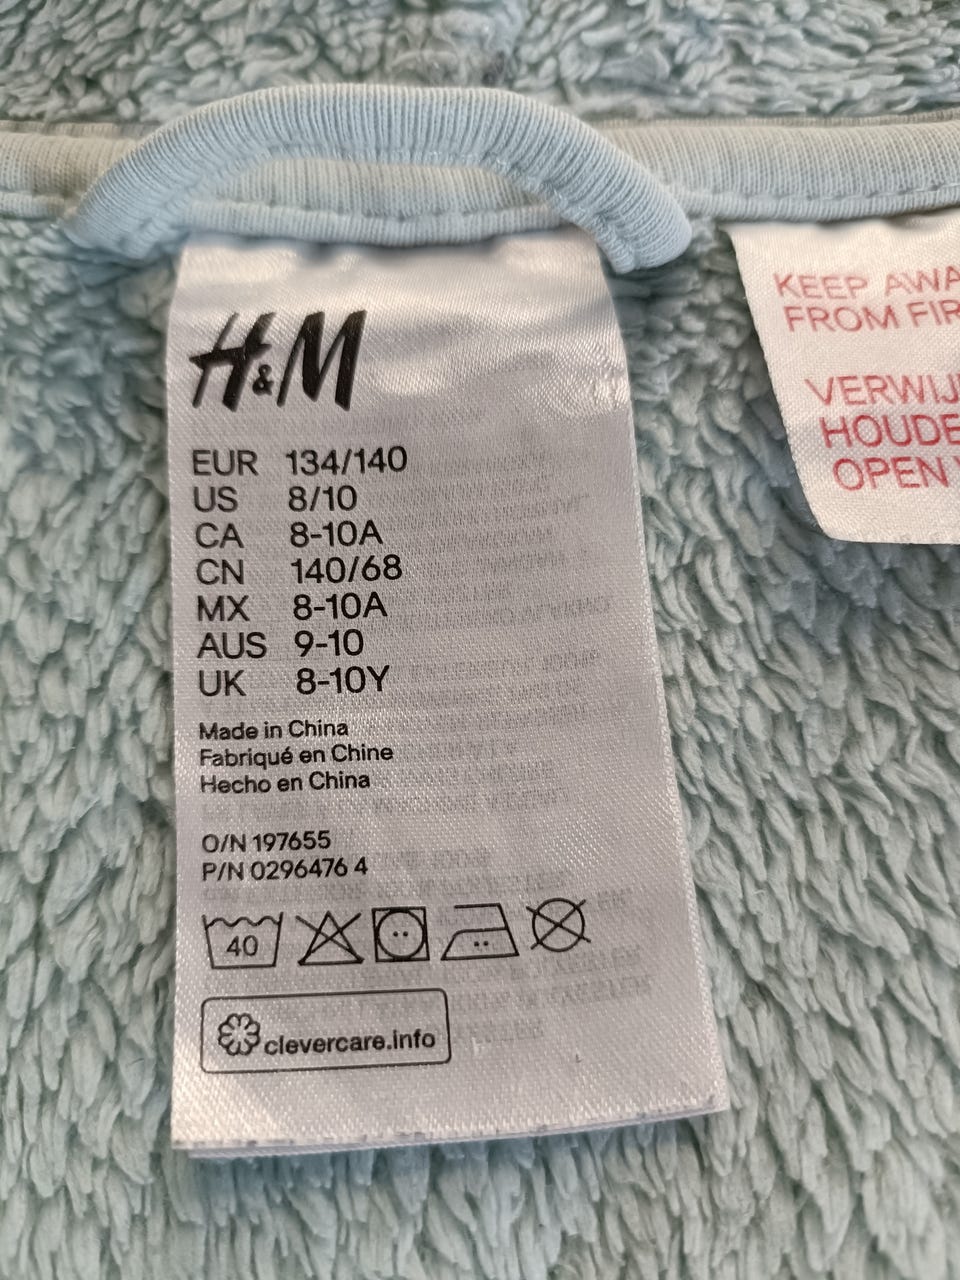 H&M
EUR 134/140
US 8/10
CA 8-10A
CN 140/68
MX 8-10A
AUS 9-10
UK 8-10Y
Made in China
Fabriqué en Chine
Hecho en China
O/N 197655
P/N 0296476 4
40
clevercare.info
KEEP AWA
FROM FIR
VERWIJ
HOUDE
OPEN